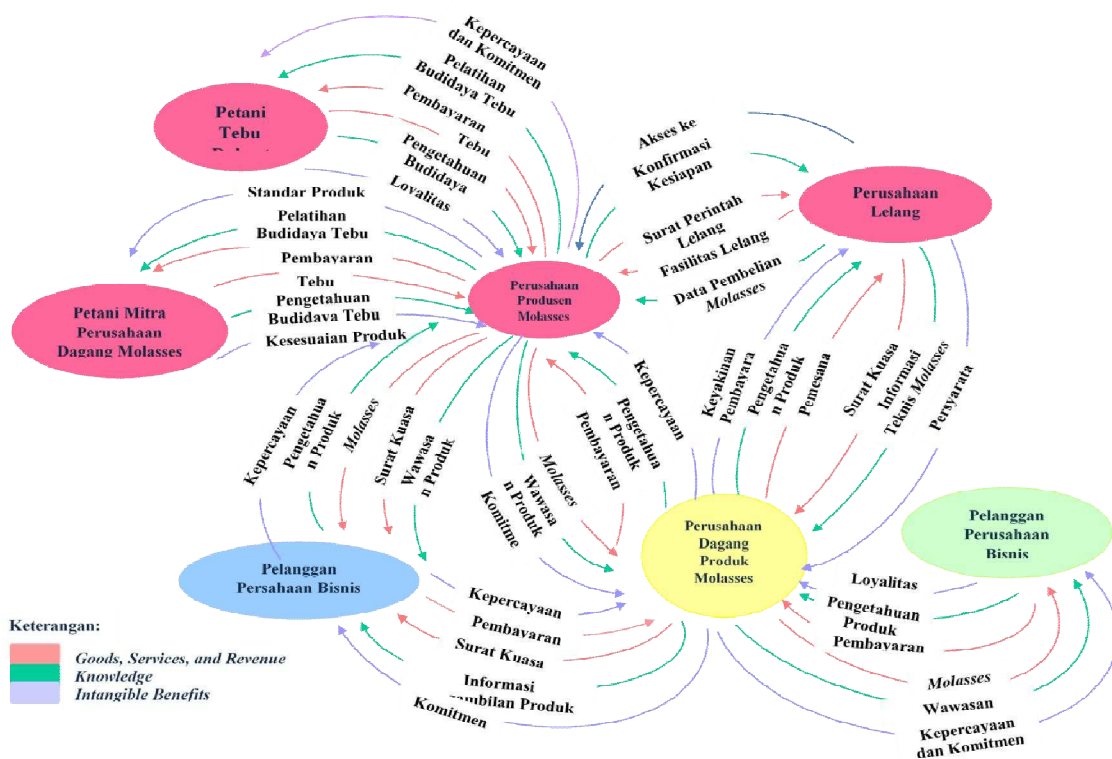 Kepercayaan
dan Komitmen
Pelatihan
Budidaya Tebu
Pembayaran
Tebu
Pengetahuan
Budidaya
Loyalitas
Petani
Tebu
Akses ke
Konfirmasi
Kesiapan
Surat Perintah
Lelang
Fasilitas Lelang
Data Pembelian
Molasses
Perusahaan
Lelang
Standar Produk
Pelatihan
Budidaya Tebu
Pembayaran
Tebu
Pengetahuan
Budidaya Tebu
Kesesuaian Produk
Petani Mitra
Perusahaan
Dagang Molasses
Perusahaan
Produsen
Molasses
Kepercayaan
Pengetahua
n Produk
Molasses
Surat Kuasa
Wawasa
n Produk
Molasses
Wawasa
n Produk
Komitme
Pembayaran
Pengetahua
n Produk
Kepercayaan
Keyakinan
Pembayara
Pengetahua
n Produk
Pemesana
Surat Kuasa
Informasi
Teknis Molasses
Persyarata
Pelanggan
Persahaan Bisnis
Perusahaan
Dagang
Produk
Molasses
Pelanggan
Perusahaan
Bisnis
Kepercayaan
Pembayaran
Surat Kuasa
Informasi
ambilan Produk
Komitmen
Loyalitas
Pengetahuan
Produk
Pembayaran
Molasses
Wawasan
Kepercayaan
dan Komitmen
Keterangan:
Goods, Services, and Revenue
Knowledge
Intangible Benefits